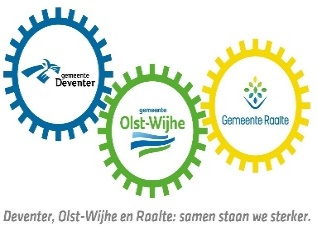 gemeente
Deventer
gemeente
Olst-Wijhe
Gemeente Raalte
Deventer, Olst-Wijhe en Raalte: samen staan we sterker.